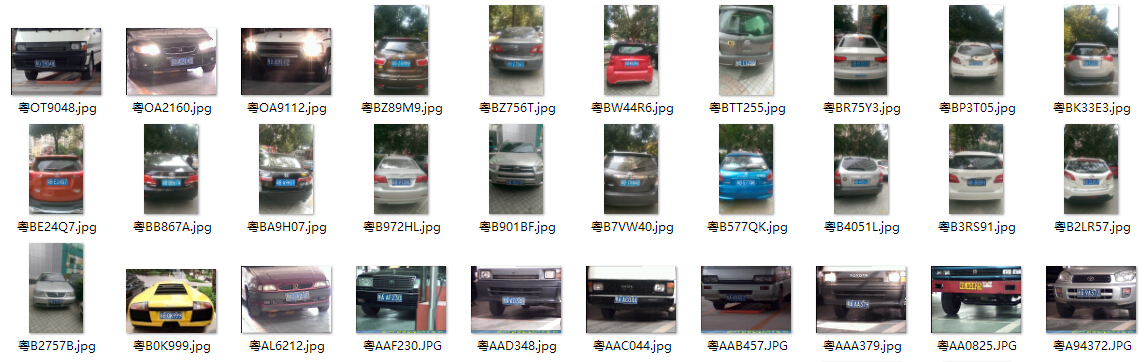 粤OT9048.jpg
粤OA2160.jpg
粤OA9112.jpg
粤BZ89M9.jpg
粤BZ756T.jpg
粤BW44R6.jpg
粤BTT255.jpg
粤BR75Y3.jpg
粤BP3T05.jpg
粤BK33E3.jpg
粤BE24Q7.jpg
粤BB867A.jpg
粤BA9H07.jpg
粤B972HL.jpg
粤B901BF.jpg
粤B7VW40.jpg
粤B577QK.jpg
粤B4051L.jpg
粤B3RS91.jpg
粤B2LR57.jpg
粤B2757B.jpg
粤B0K999.jpg
粤AL6212.jpg
粤AAF230.JPG
粤AAD348.jpg
粤AAC044.jpg
粤AAB457.JPG
粤AAA379.jpg
粤AA0825.JPG
粤A94372.JPG